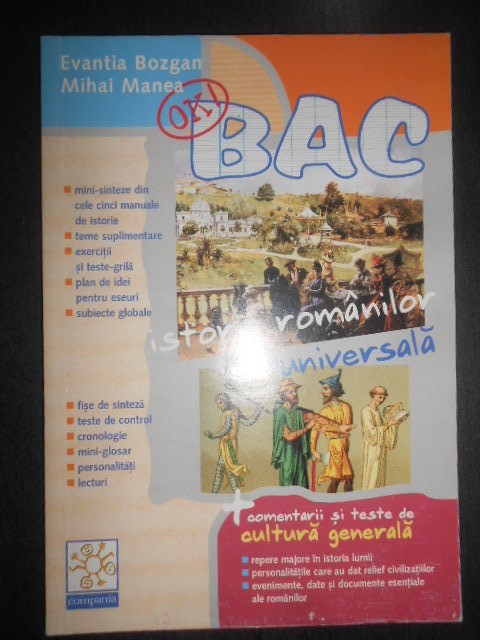 Evantia Bozgan
Mihai Manea
OK!
BAC
mini-sinteze din
cele cinci manuale
de istorie
teme suplimentare
exerciții
și teste-grilă
plan de idei
pentru eseuri
subiecte globale
românilor
universală
fișe de sinteză
teste de control
cronologie
mini-glosar
personalități
lecturi
+ comentarii și teste de
cultură generală
repere majore în istoria lumii
personalitățile care au dat relief civilizațiilor
evenimente, date și documente esențiale
ale românilor
compania